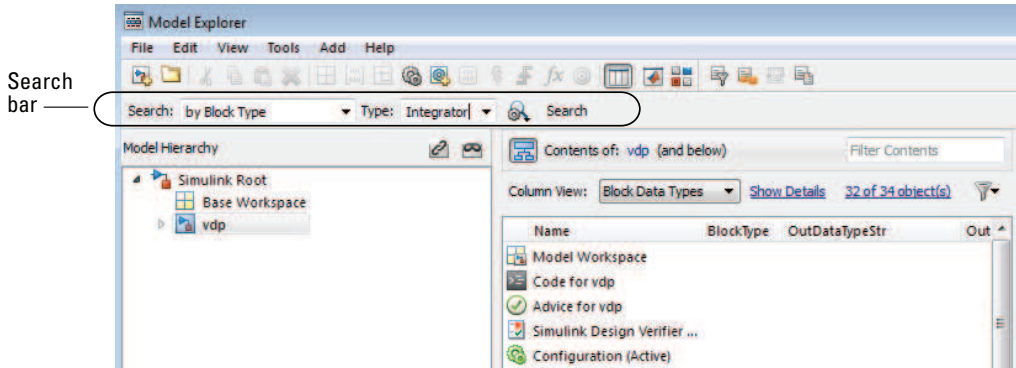 Model Explorer
File Edit View Tools Add Help
Search bar
Search: by Block Type Type: Integrator Search
Model Hierarchy
Contents of: vdp (and below) Filter Contents
Simulink Root
Base Workspace
vdp
Column View: Block Data Types Show Details 32 of 34 object(s)
Name BlockType OutDataTypeStr Out
Model Workspace
Code for vdp
Advice for vdp
Simulink Design Verifier ...
Configuration (Active)